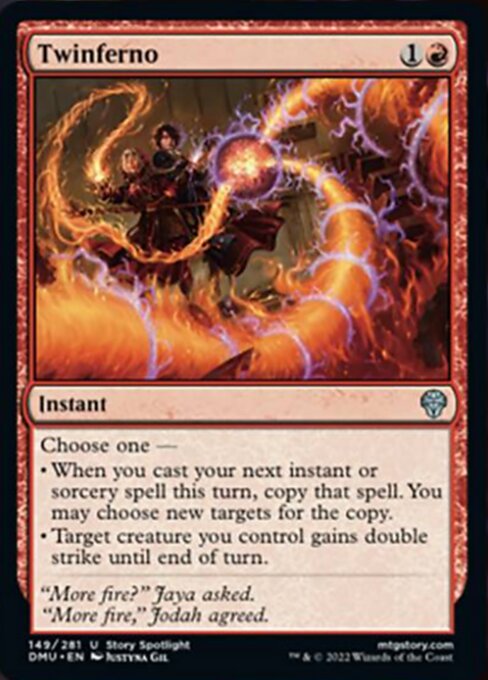 Twinferno 1
Instant
Choose one —
• When you cast your next instant or
sorcery spell this turn, copy that spell. You
may choose new targets for the copy.
• Target creature you control gains double
strike until end of turn.
“More fire?” Jaya asked.
“More fire,” Jodah agreed.
149/281 U Story Spotlight
mtgstory.com
DMU • EN Justyna Gil
™ & © 2022 Wizards of the Coast